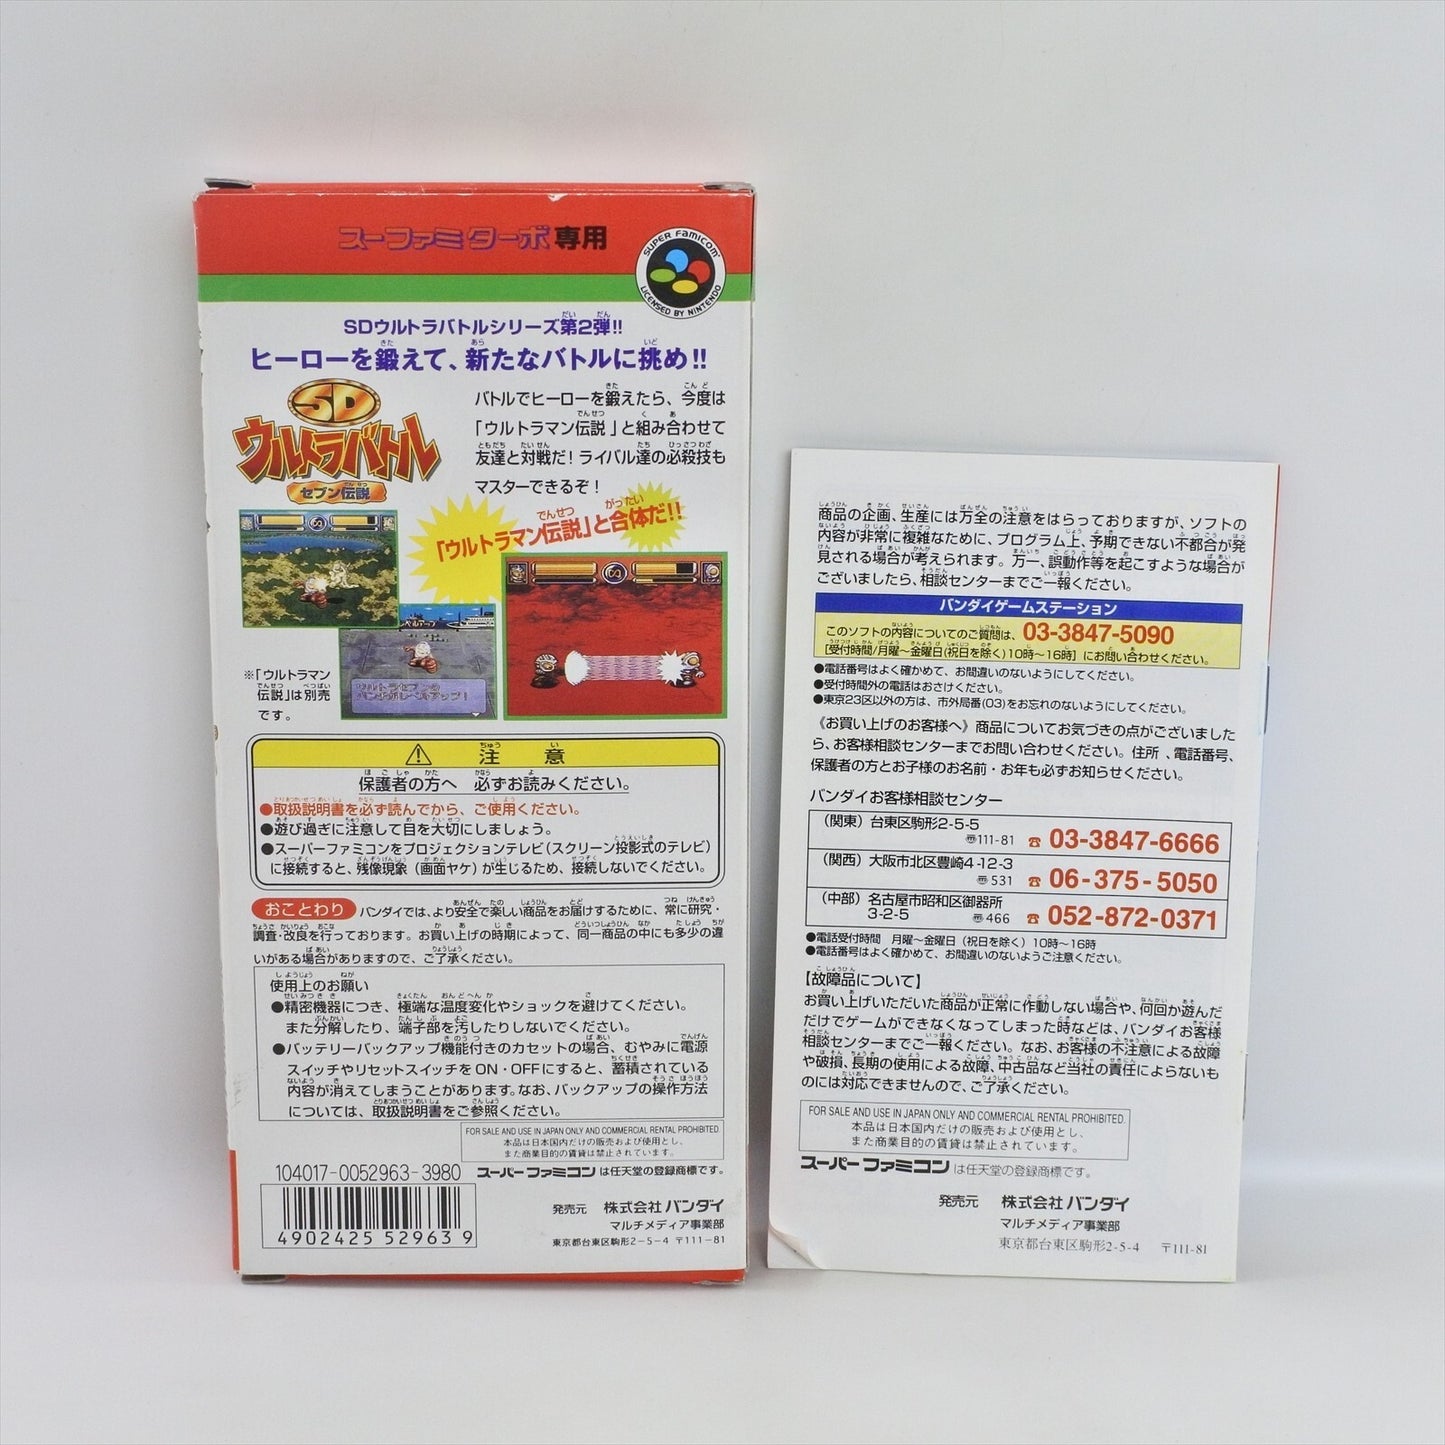 スーファミターボ専用
SUPER FAMICOM
LICENSED BY NINTENDO
SDウルトラバトルシリーズ第2弾!!
ヒーローを鍛えて、新たなバトルに挑め!!
SD
ウルトラバトル
セブン伝説
バトルでヒーローを鍛えたら、今度は
「ウルトラマン伝説」と組み合わせて
友達と対戦だ!ライバル達の必殺技も
マスターできるぞ!
「ウルトラマン伝説」と合体だ!!
※「ウルトラマン
伝説」は別売
です。
注意
保護者の方へ 必ずお読みください。
●取扱説明書を必ず読んでから、ご使用ください。
●遊び過ぎに注意して目を大切にしましょう。
●スーパーファミコンをプロジェクションテレビ(スクリーン投影式のテレビ)
に接続すると、残像現象(画面ヤケ)が生じるため、接続しないでください。
おことわり バンダイでは、より安全で楽しい商品をお届けするために、常に研究・
調査・改良を行っております。お買い上げの時期によって、同一商品の中にも多少の違
いがある場合がありますので、ご了承ください。
使用上のお願い
●精密機器につき、極端な温度変化やショックを避けてください。
また分解したり、端子部を汚したりしないでください。
●バッテリーバックアップ機能付きのカセットの場合、むやみに電源
スイッチやリセットスイッチをON・OFFにすると、蓄積されている
内容が消えてしまうことがあります。なお、バックアップの操作方法
については、取扱説明書をご参照ください。
FOR SALE AND USE IN JAPAN ONLY AND COMMERCIAL RENTAL PROHIBITED.
本品は日本国内だけの販売および使用とし、
また商業目的の賃貸は禁止されています。
104017-0052963-3980
スーパーファミコンは任天堂の登録商標です。
4902425 52963 9
発売元 株式会社バンダイ
マルチメディア事業部
東京都台東区駒形2-5-4 〒111-81
商品の企画、生産には万全の注意をはらっておりますが、ソフトの
内容が非常に複雑なために、プログラム上、予期できない不都合が発
見される場合が考えられます。万一、誤動作等を起こすような場合が
ございましたら、相談センターまでご一報ください。
バンダイゲームステーション
このソフトの内容についてのご質問は、03-3847-5090
[受付時間/月曜〜金曜日(祝日を除く)10時〜16時]にお問い合わせください。
●電話番号はよく確かめて、お間違いのないようにしてください。
●受付時間外の電話はおさけください。
●東京23区以外の方は、市外局番(03)をお忘れのないようにしてください。
《お買い上げのお客様へ》商品についてお気づきの点がございました
ら、お客様相談センターまでお問い合わせください。住所、電話番号、
保護者の方とお子様のお名前・お年も必ずお知らせください。
バンダイお客様相談センター
(関東)台東区駒形2-5-5
〒111-81 ☎03-3847-6666
(関西)大阪市北区豊崎4-12-3
〒531 ☎06-375-5050
(中部)名古屋市昭和区御器所
3-2-5 〒466 ☎052-872-0371
●電話受付時間 月曜〜金曜日(祝日を除く)10時〜16時
●電話番号はよく確かめて、お間違いのないようご注意ください。
【故障品について】
お買い上げいただいた商品が正常に作動しない場合や、何回か遊んだ
だけでゲームができなくなってしまった時などは、バンダイお客様
相談センターまでご一報ください。なお、お客様の不注意による故障
や破損、長期の使用による故障、中古品など当社の責任によらないも
のには対応できませんので、ご了承ください。
FOR SALE AND USE IN JAPAN ONLY AND COMMERCIAL RENTAL PROHIBITED.
本品は日本国内だけの販売および使用とし、
また商業目的の賃貸は禁止されています。
スーパーファミコンは任天堂の登録商標です。
発売元 株式会社バンダイ
マルチメディア事業部
東京都台東区駒形2-5-4 〒111-81